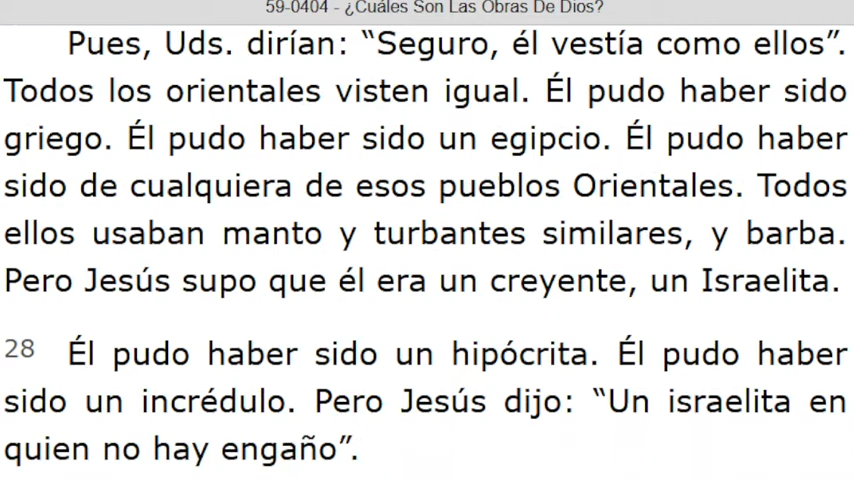 59-0404 - ¿Cuáles Son Las Obras De Dios?
Pues, Uds. dirían: “Seguro, él vestía como ellos”.
Todos los orientales visten igual. Él pudo haber sido
griego. Él pudo haber sido un egipcio. Él pudo haber
sido de cualquiera de esos pueblos Orientales. Todos
ellos usaban manto y turbantes similares, y barba.
Pero Jesús supo que él era un creyente, un Israelita.
28 Él pudo haber sido un hipócrita. Él pudo haber
sido un incrédulo. Pero Jesús dijo: “Un israelita en
quien no hay engaño”.